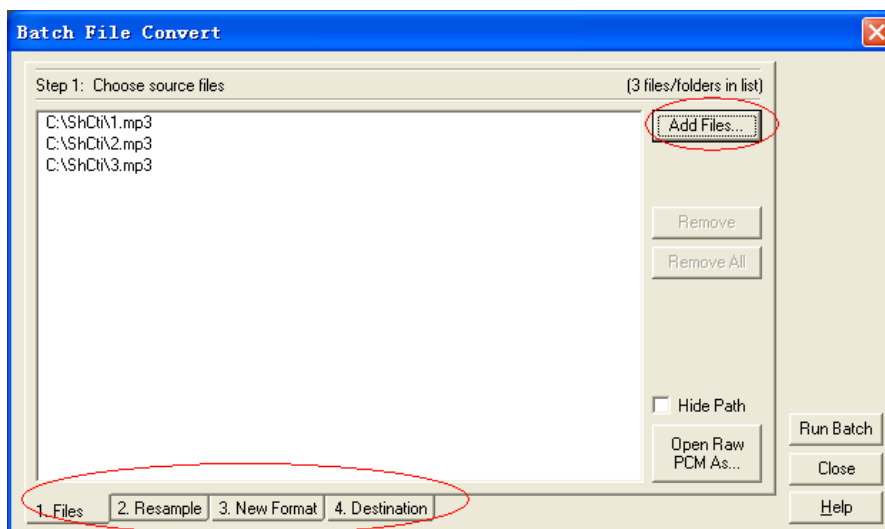 Batch File Convert
Step 1: Choose source files (3 files/folders in list)
C:\ShCti\1.mp3
C:\ShCti\2.mp3
C:\ShCti\3.mp3
Add Files...
Remove
Remove All
Hide Path
Open Raw
PCM As...
Run Batch
Close
Help
1. Files 2. Resample 3. New Format 4. Destination